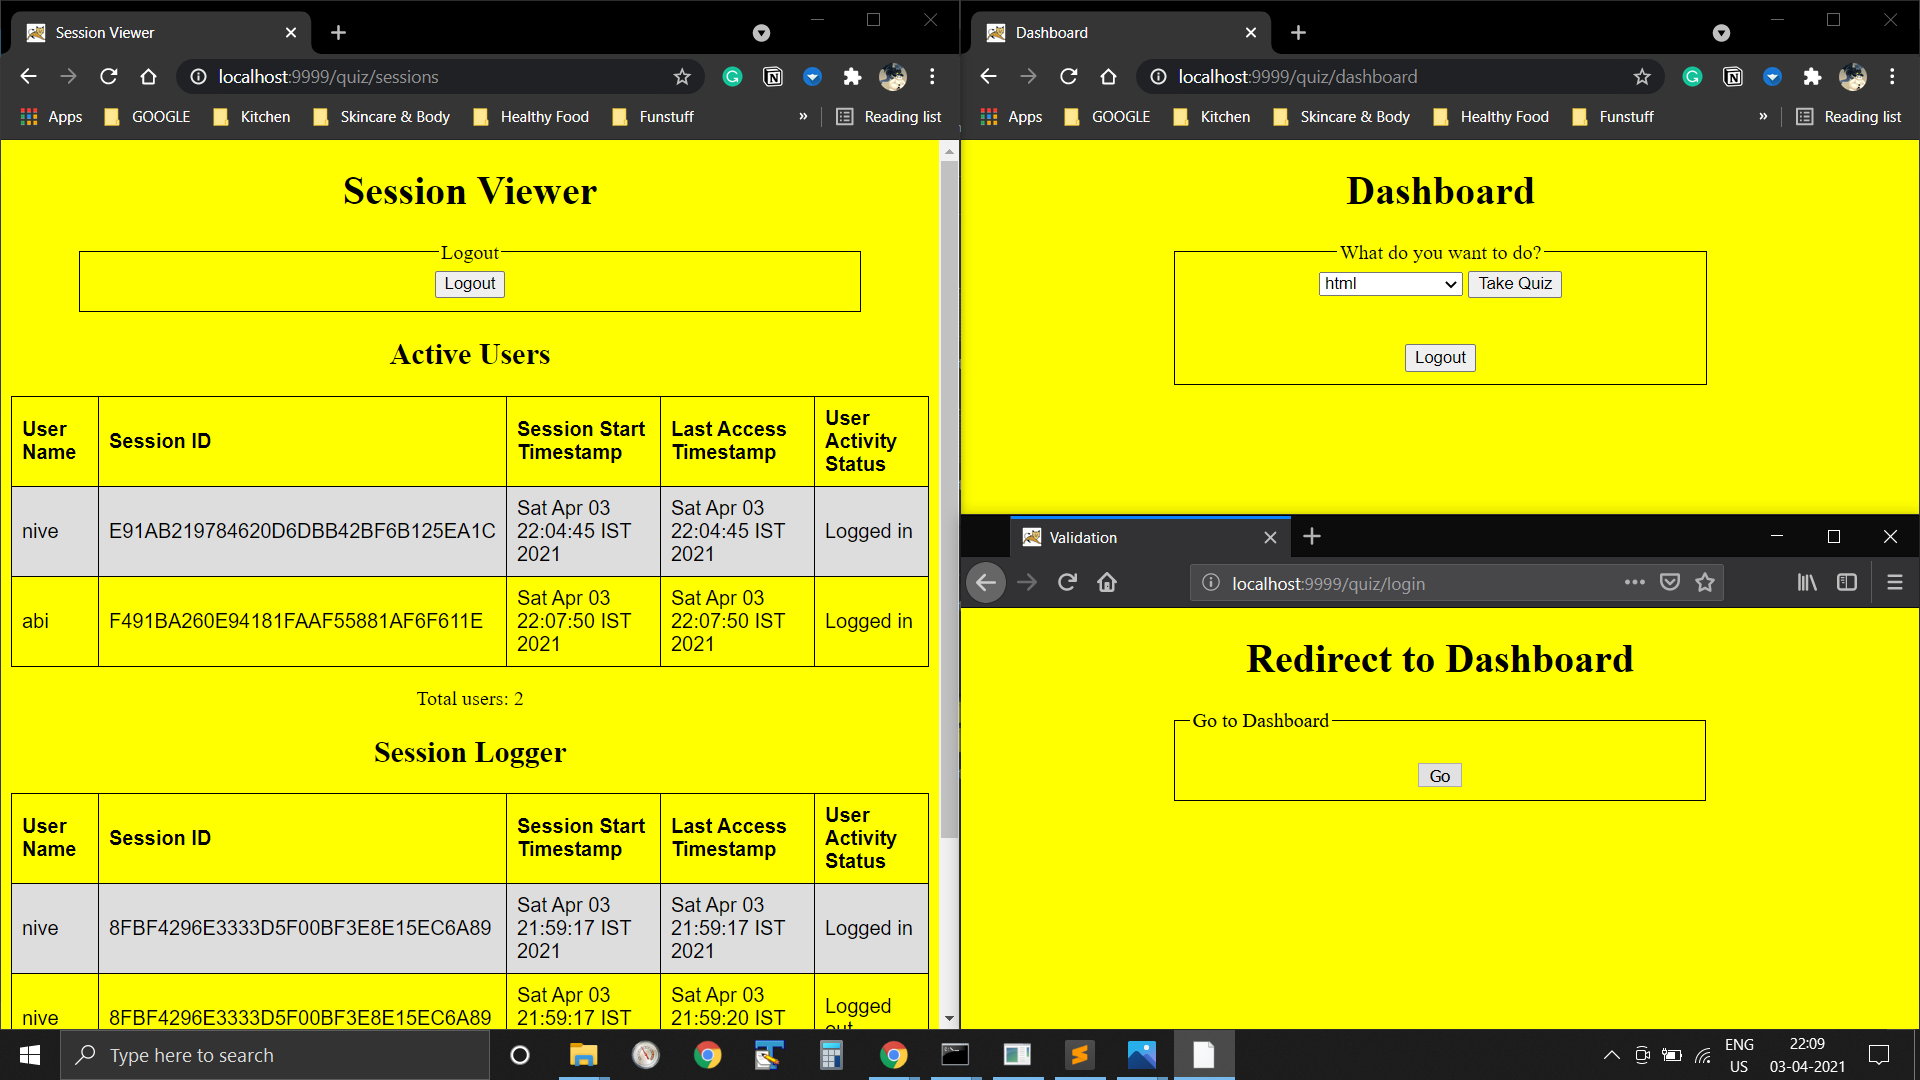 Session Viewer
localhost:9999/quiz/sessions
Apps GOOGLE Kitchen Skincare & Body Healthy Food Funstuff » Reading list
Session Viewer
Logout
Logout
Active Users
User Name Session ID Session Start Timestamp Last Access Timestamp User Activity Status
nive E91AB219784620D6DBB42BF6B125EA1C Sat Apr 03 22:04:45 IST 2021 Sat Apr 03 22:04:45 IST 2021 Logged in
abi F491BA260E94181FAAF55881AF6F611E Sat Apr 03 22:07:50 IST 2021 Sat Apr 03 22:07:50 IST 2021 Logged in
Total users: 2
Session Logger
User Name Session ID Session Start Timestamp Last Access Timestamp User Activity Status
nive 8FBF4296E3333D5F00BF3E8E15EC6A89 Sat Apr 03 21:59:17 IST 2021 Sat Apr 03 21:59:17 IST 2021 Logged in
nive 8FBF4296E3333D5F00BF3E8E15EC6A89 Sat Apr 03 21:59:17 IST Sat Apr 03 21:59:20 IST Logged out
Dashboard
localhost:9999/quiz/dashboard
Apps GOOGLE Kitchen Skincare & Body Healthy Food Funstuff » Reading list
Dashboard
What do you want to do?
html Take Quiz
Logout
Validation
localhost:9999/quiz/login
Redirect to Dashboard
Go to Dashboard
Go
Type here to search
ENG
US
22:09
03-04-2021